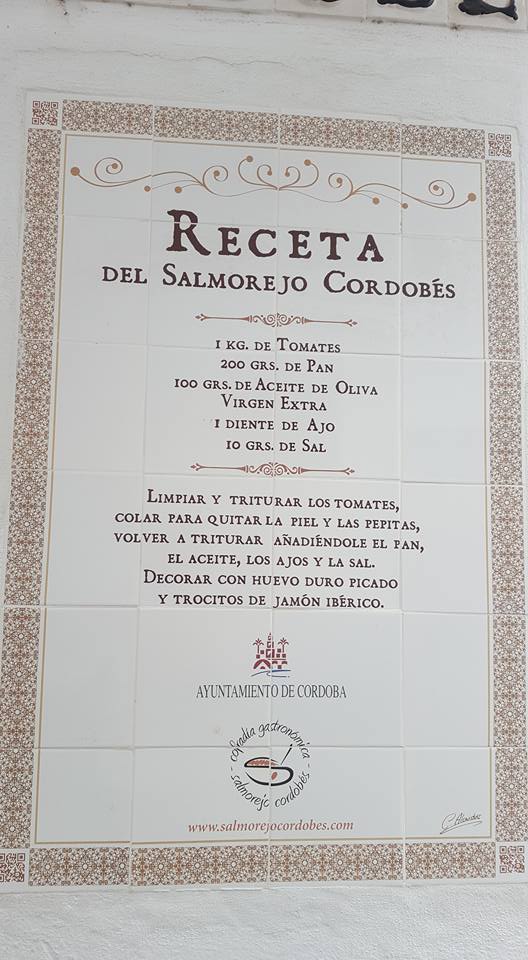 RECETA
DEL SALMOREJO CORDOBÉS
1 KG. DE TOMATES
200 GRS. DE PAN
100 GRS. DE ACEITE DE OLIVA
VIRGEN EXTRA
1 DIENTE DE AJO
10 GRS. DE SAL
LIMPIAR Y TRITURAR LOS TOMATES,
COLAR PARA QUITAR LA PIEL Y LAS PEPITAS,
VOLVER A TRITURAR AÑADIÉNDOLE EL PAN,
EL ACEITE, LOS AJOS Y LA SAL.
DECORAR CON HUEVO DURO PICADO
Y TROCITOS DE JAMÓN IBÉRICO.
AYUNTAMIENTO DE CORDOBA
- cofradía gastronómica -
salmorejo cordobés
www.salmorejocordobes.com